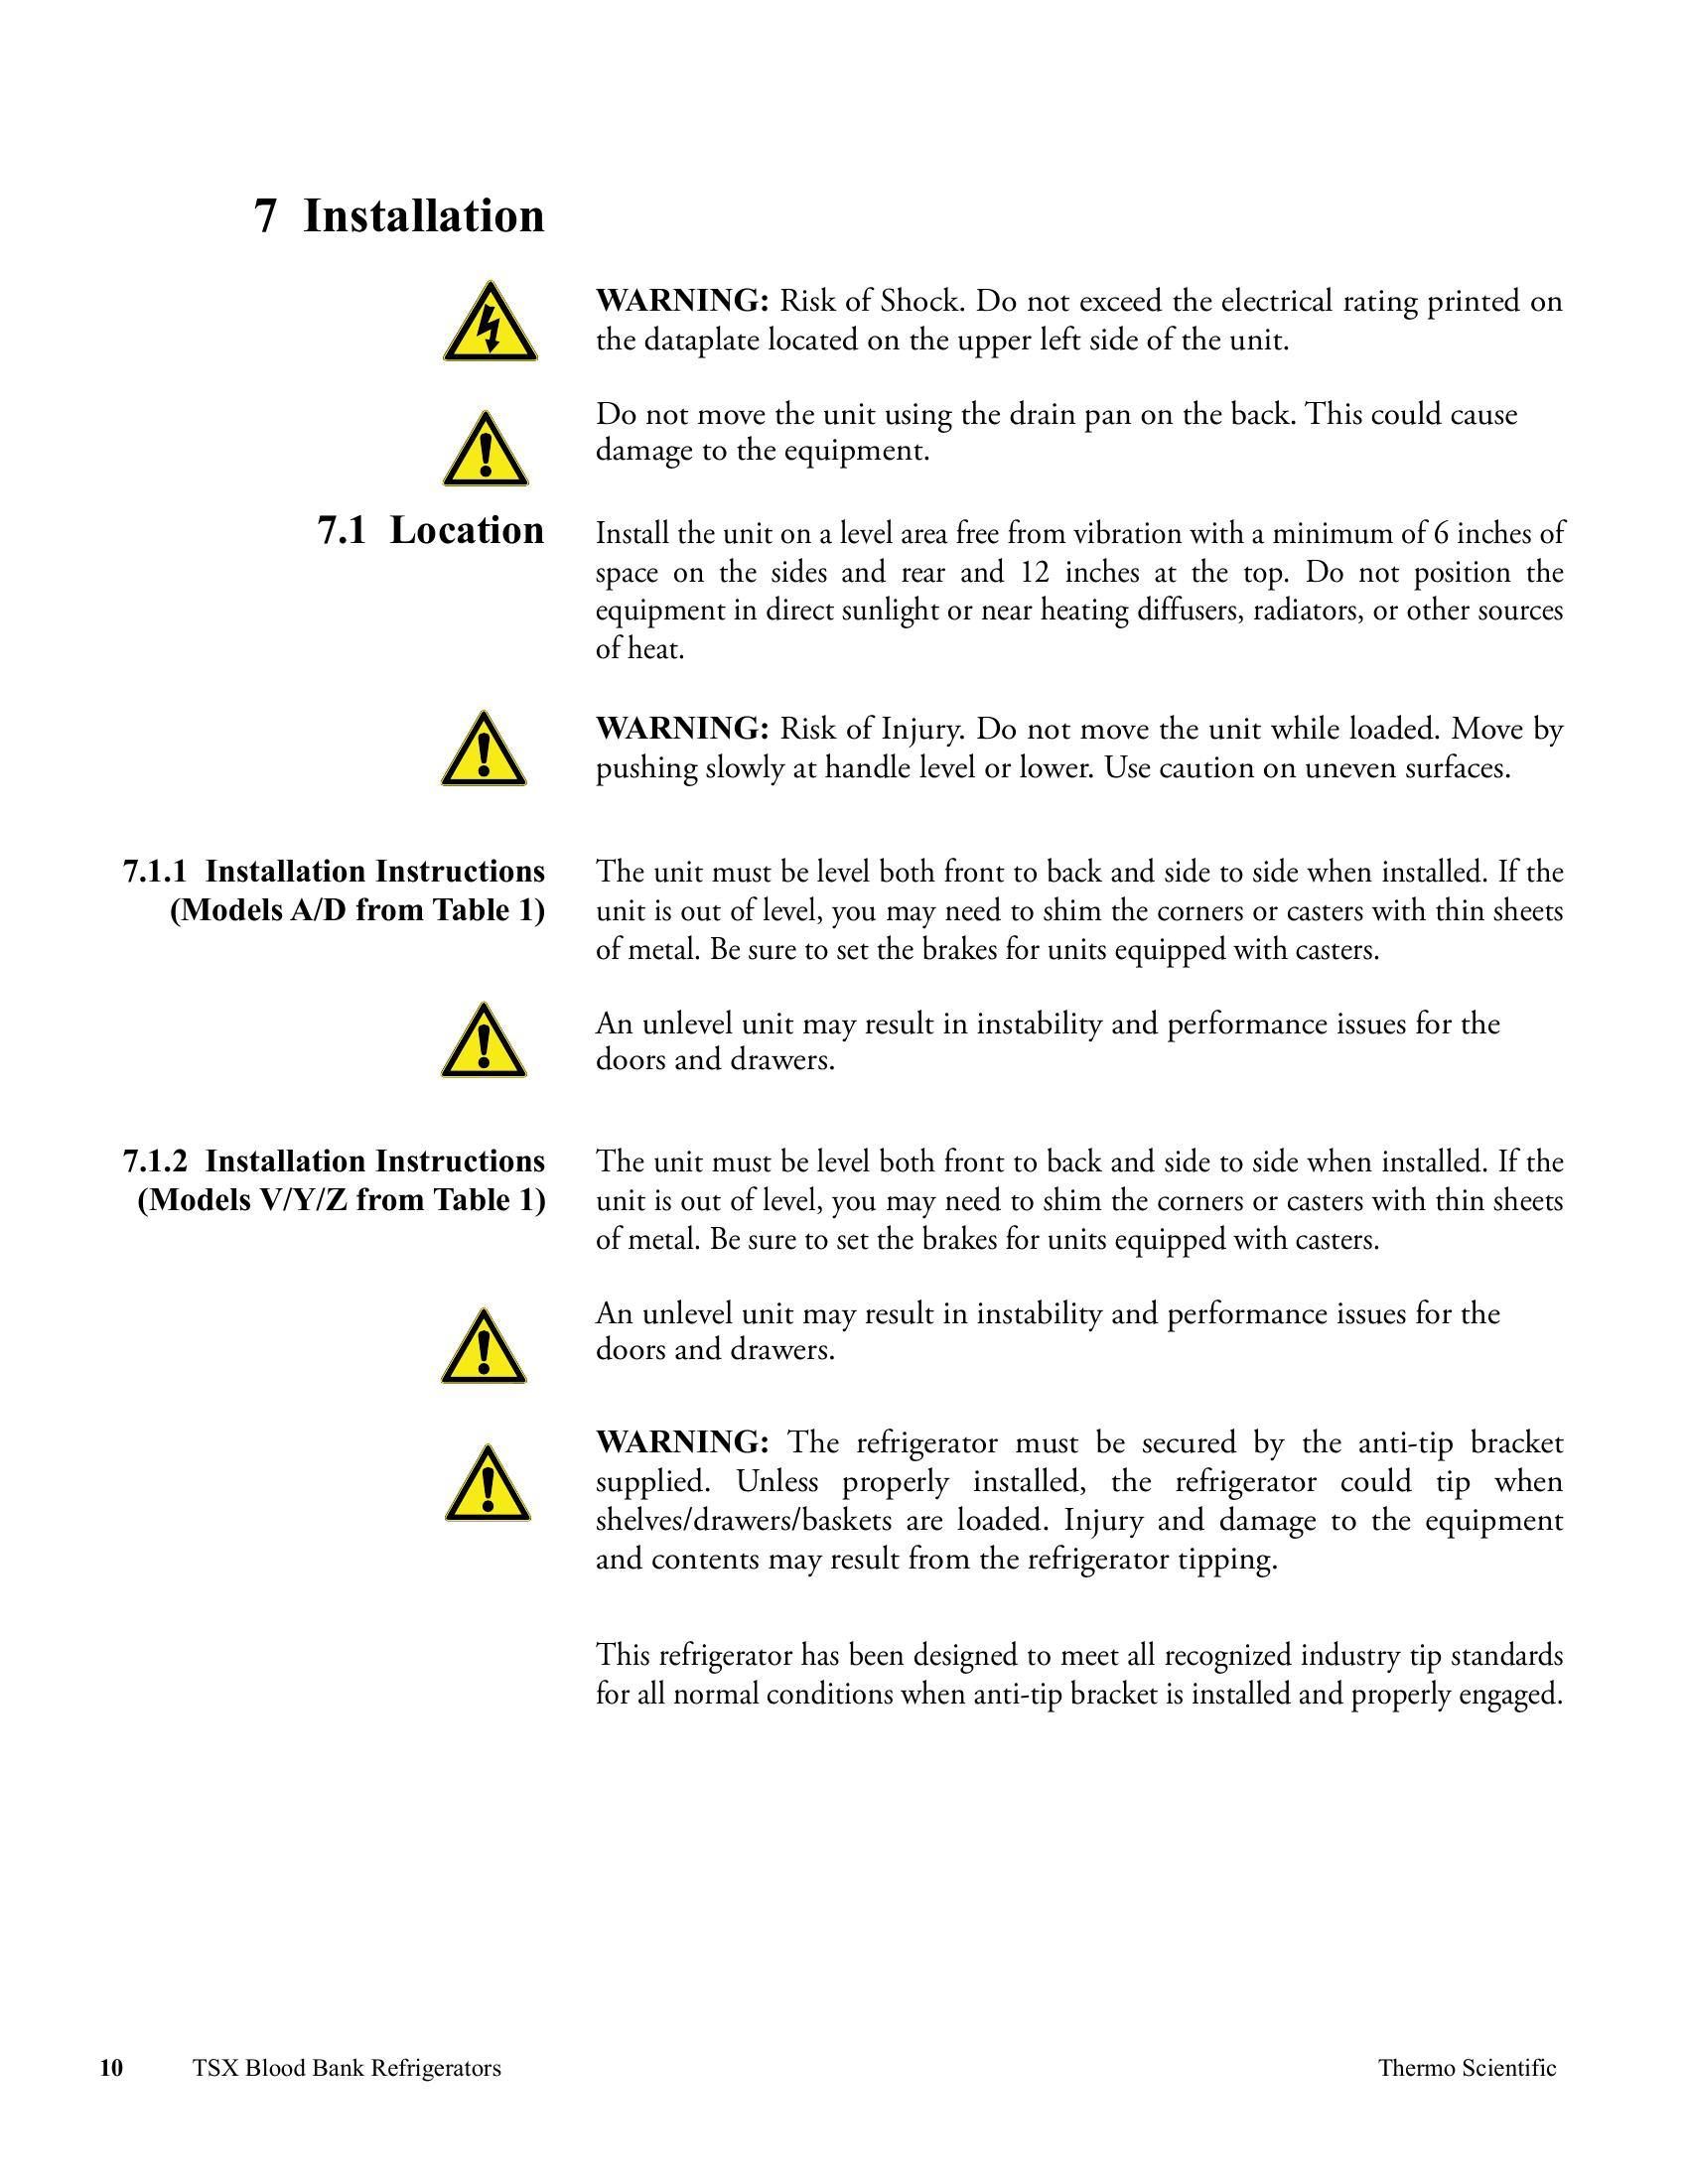 7 Installation
WARNING: Risk of Shock. Do not exceed the electrical rating printed on
the dataplate located on the upper left side of the unit.
Do not move the unit using the drain pan on the back. This could cause
damage to the equipment.
7.1 Location
Install the unit on a level area free from vibration with a minimum of 6 inches of
space on the sides and rear and 12 inches at the top. Do not position the
equipment in direct sunlight or near heating diffusers, radiators, or other sources
of heat.
WARNING: Risk of Injury. Do not move the unit while loaded. Move by
pushing slowly at handle level or lower. Use caution on uneven surfaces.
7.1.1 Installation Instructions
(Models A/D from Table 1)
The unit must be level both front to back and side to side when installed. If the
unit is out of level, you may need to shim the corners or casters with thin sheets
of metal. Be sure to set the brakes for units equipped with casters.
An unlevel unit may result in instability and performance issues for the
doors and drawers.
7.1.2 Installation Instructions
(Models V/Y/Z from Table 1)
The unit must be level both front to back and side to side when installed. If the
unit is out of level, you may need to shim the corners or casters with thin sheets
of metal. Be sure to set the brakes for units equipped with casters.
An unlevel unit may result in instability and performance issues for the
doors and drawers.
WARNING: The refrigerator must be secured by the anti-tip bracket
supplied. Unless properly installed, the refrigerator could tip when
shelves/drawers/baskets are loaded. Injury and damage to the equipment
and contents may result from the refrigerator tipping.
This refrigerator has been designed to meet all recognized industry tip standards
for all normal conditions when anti-tip bracket is installed and properly engaged.
10 TSX Blood Bank Refrigerators Thermo Scientific